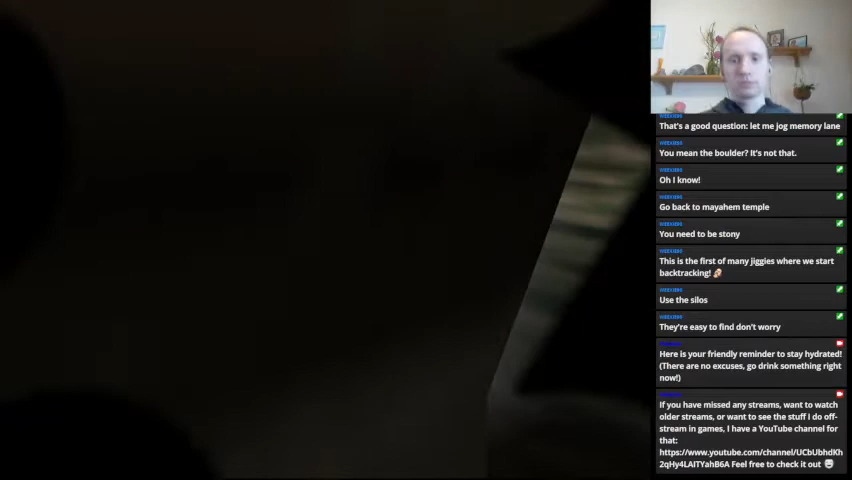 That's a good question: let me jog memory lane
You mean the boulder? It's not that.
Oh I know!
Go back to mayahem temple
You need to be stony
This is the first of many jiggies where we start
backtracking!
Use the silos
They're easy to find don't worry
Here is your friendly reminder to stay hydrated!
(There are no excuses, go drink something right
now!)
If you have missed any streams, want to watch
older streams, or want to see the stuff I do off-
stream in games, I have a YouTube channel for
that:
https://www.youtube.com/channel/UCbUbhdKh
2qHy4LAITYahB6A Feel free to check it out